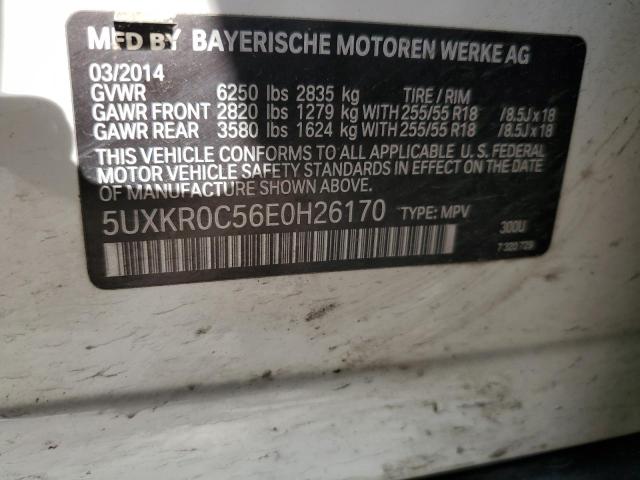 MFD BY BAYERISCHE MOTOREN WERKE AG
03/2014
GVWR 6250 lbs 2835 kg TIRE / RIM
GAWR FRONT 2820 lbs 1279 kg WITH 255/55 R18 /8.5Jx18
GAWR REAR 3580 lbs 1624 kg WITH 255/55 R18 /8.5Jx18
THIS VEHICLE CONFORMS TO ALL APPLICABLE U. S. FEDERAL
MOTOR VEHICLE SAFETY STANDARDS IN EFFECT ON THE DATE
OF MANUFACTURE SHOWN ABOVE.
5UXKR0C56E0H26170 TYPE: MPV
300U
7 320 729